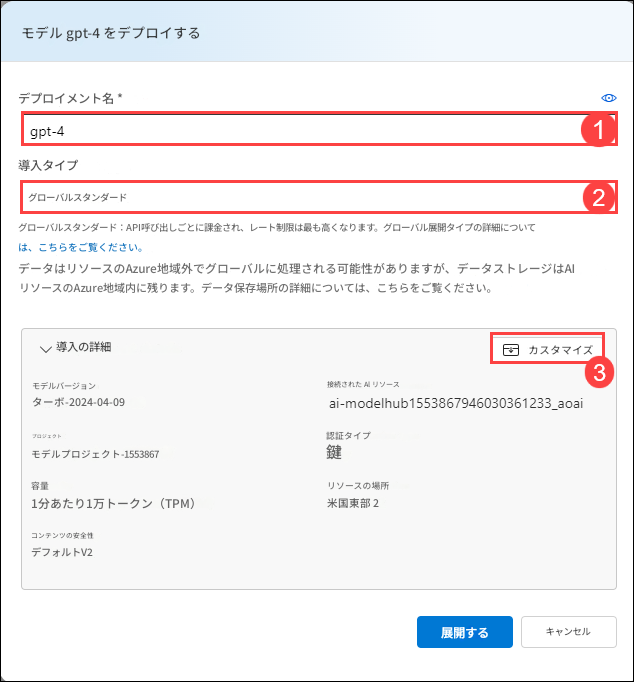 モデル gpt-4 をデプロイする
デプロイメント名 *
gpt-4
1
導入タイプ
グローバルスタンダード
2
グローバルスタンダード：API呼び出しごとに課金され、レート制限は最も高くなります。グローバル展開タイプの詳細について
は、こちらをご覧ください。
データはリソースのAzure地域外でグローバルに処理される可能性がありますが、データストレージはAI
リソースのAzure地域内に残ります。データ保存場所の詳細については、こちらをご覧ください。
導入の詳細
カスタマイズ
3
モデルバージョン
ターボ-2024-04-09
接続された AI リソース
ai-modelhub1553867946030361233_aoai
プロジェクト
モデルプロジェクト-1553867
認証タイプ
鍵
容量
1分あたり1万トークン（TPM）
リソースの場所
米国東部 2
コンテンツの安全性
デフォルトV2
展開する
キャンセル